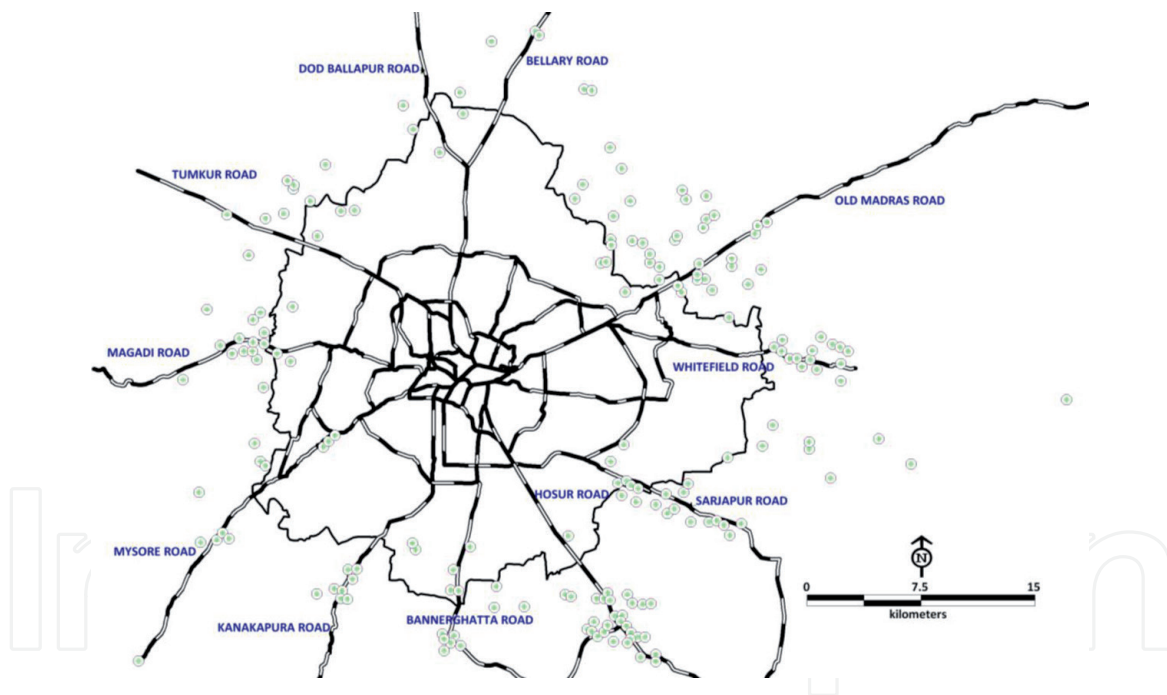 BELLARY ROAD
DOD BALLAPUR ROAD
TUMKUR ROAD
OLD MADRAS ROAD
MAGADI ROAD
WHITEFIELD ROAD
HOSUR ROAD
SARJAPUR ROAD
MYSORE ROAD
N
0 7.5 15
kilometers
BANNERGHATTA ROAD
KANAKAPURA ROAD